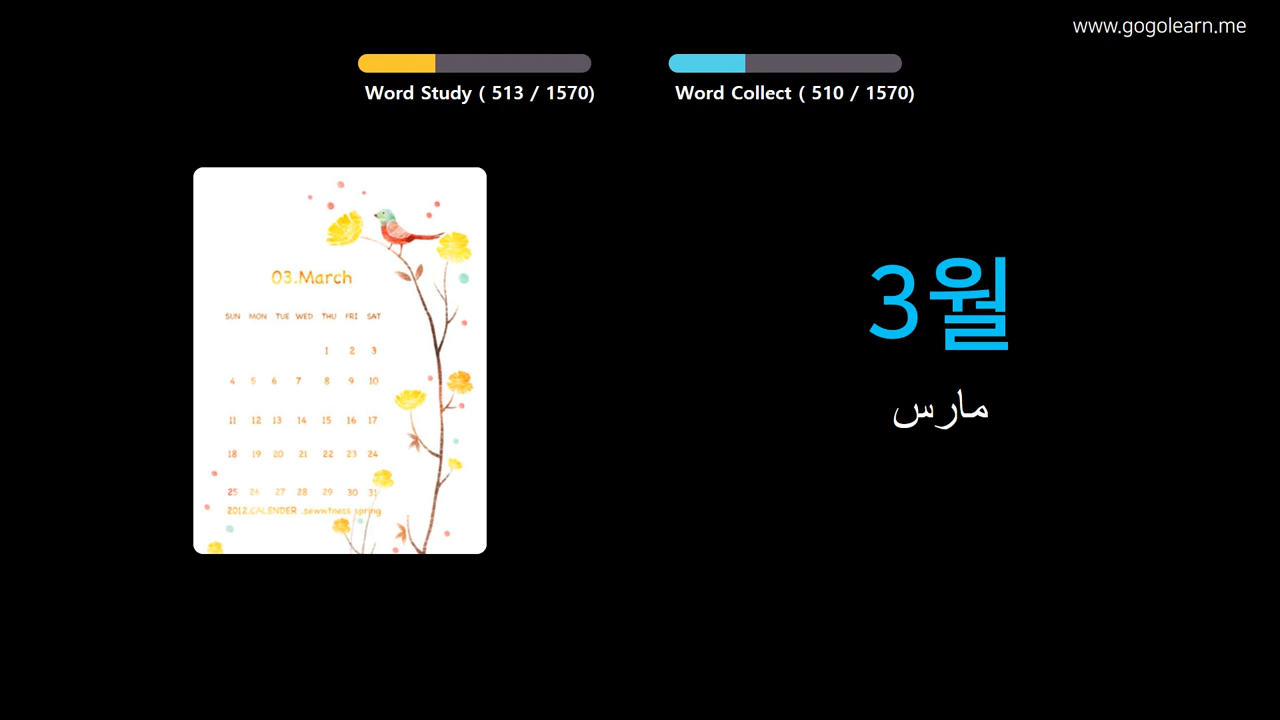 www.gogolearn.me
Word Study ( 513 / 1570)
Word Collect ( 510 / 1570)
03.March
SUN MON TUE WED THU FRI SAT
1 2 3
4 5 6 7 8 9 10
11 12 13 14 15 16 17
18 19 20 21 22 23 24
25 26 27 28 29 30 31
2012.CALENDER .sewwtness spring
3월
مارس